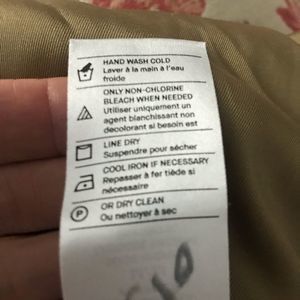 HAND WASH COLD
Laver à la main à l'eau
froide
ONLY NON-CHLORINE
BLEACH WHEN NEEDED
Utiliser uniquement un
agent blanchissant non
decolorant si besoin est
LINE DRY
Suspendre pour sécher
COOL IRON IF NECESSARY
Repasser à fer tiède si
nécessaire
P
OR DRY CLEAN
Ou nettoyer à sec